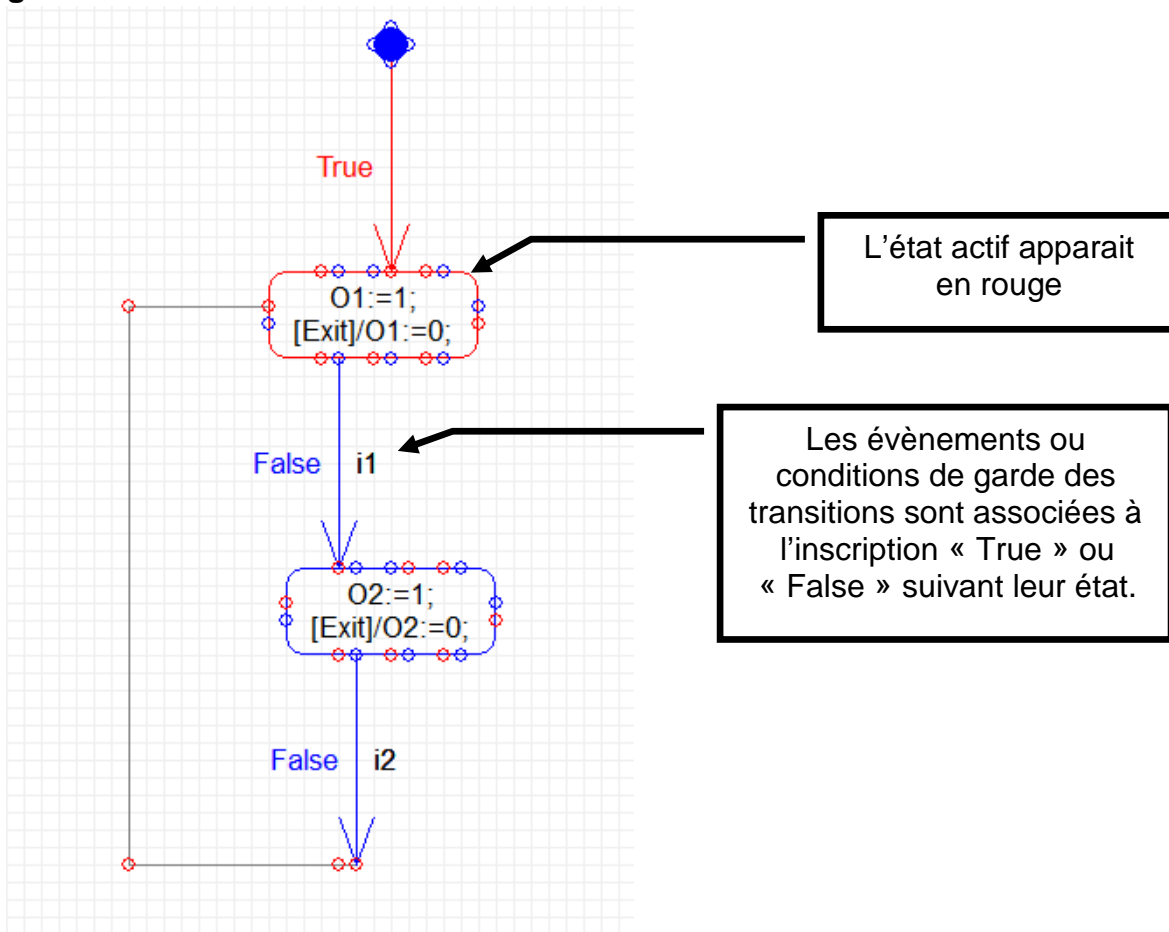 True
L'état actif apparait
en rouge
O1:=1;
[Exit]/O1:=0;
Les évènements ou
conditions de garde des
transitions sont associées à
l'inscription « True » ou
« False » suivant leur état.
False i1
O2:=1;
[Exit]/O2:=0;
False i2